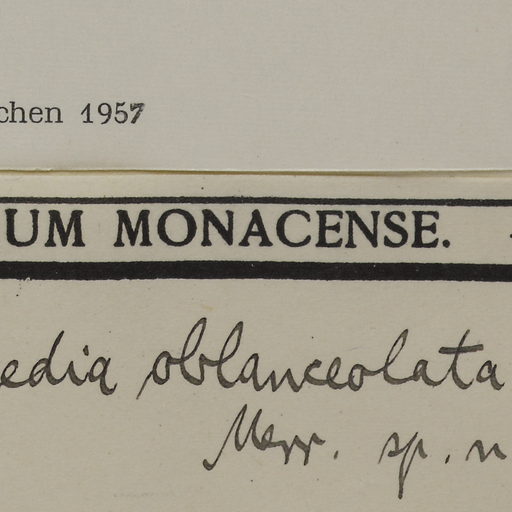 chen 1957
UM MONACENSE.
edia oblanceolata
Merr. sp. n